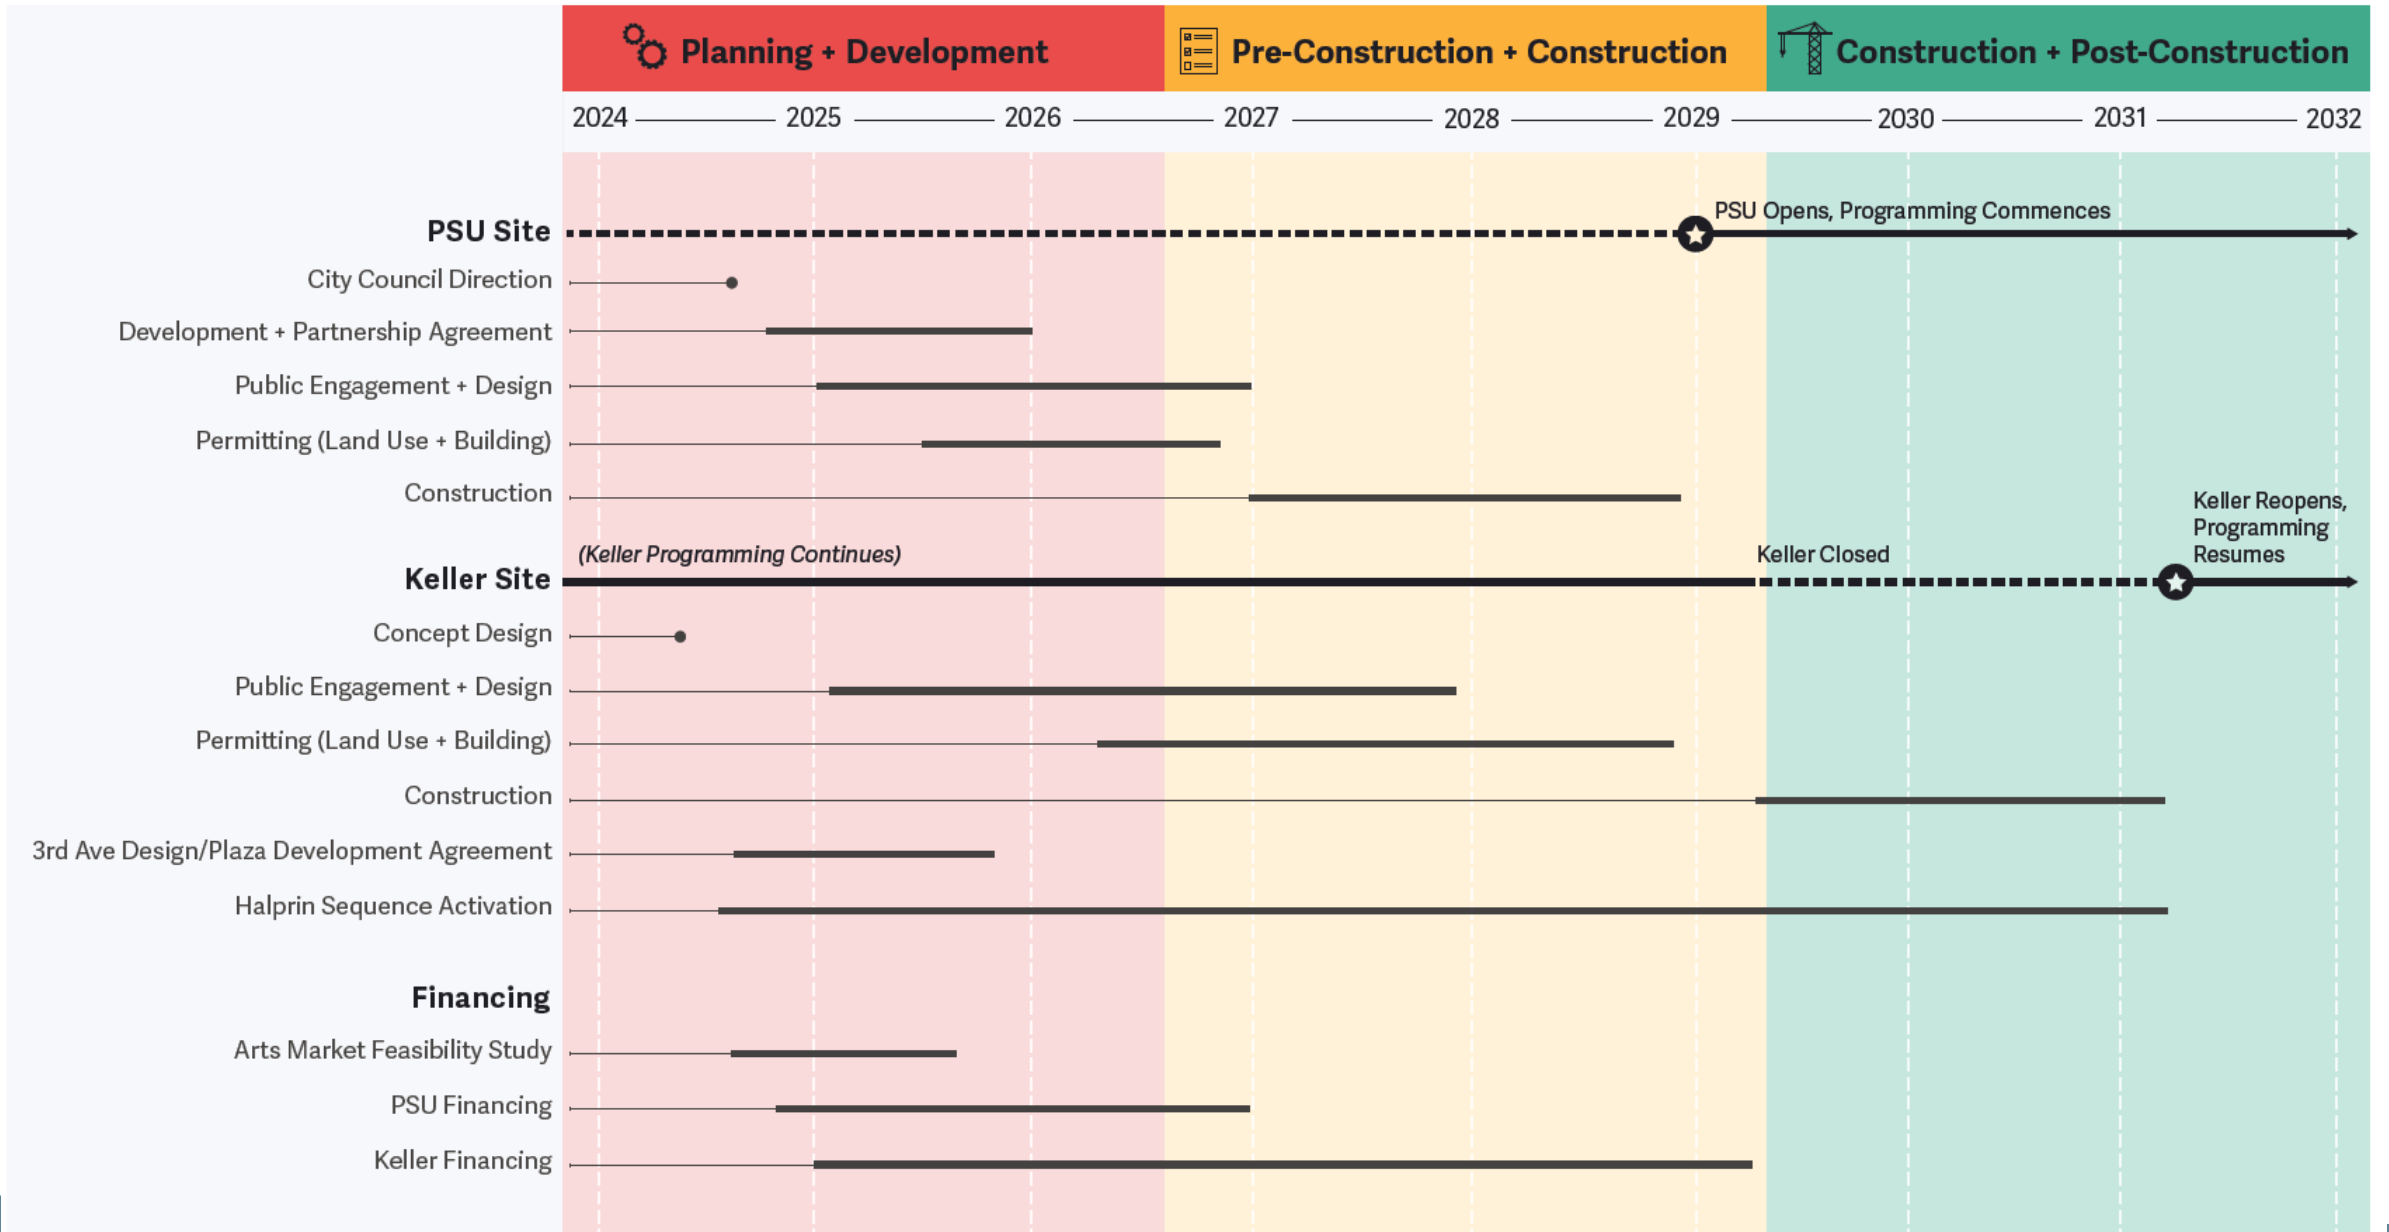 Planning + Development
Pre-Construction + Construction
Construction + Post-Construction
2024
2025
2026
2027
2028
2029
2030
2031
2032
PSU Site
PSU Opens, Programming Commences
City Council Direction
Development + Partnership Agreement
Public Engagement + Design
Permitting (Land Use + Building)
Construction
Keller Site
(Keller Programming Continues)
Keller Closed
Keller Reopens,
Programming
Resumes
Concept Design
Public Engagement + Design
Permitting (Land Use + Building)
Construction
3rd Ave Design/Plaza Development Agreement
Halprin Sequence Activation
Financing
Arts Market Feasibility Study
PSU Financing
Keller Financing